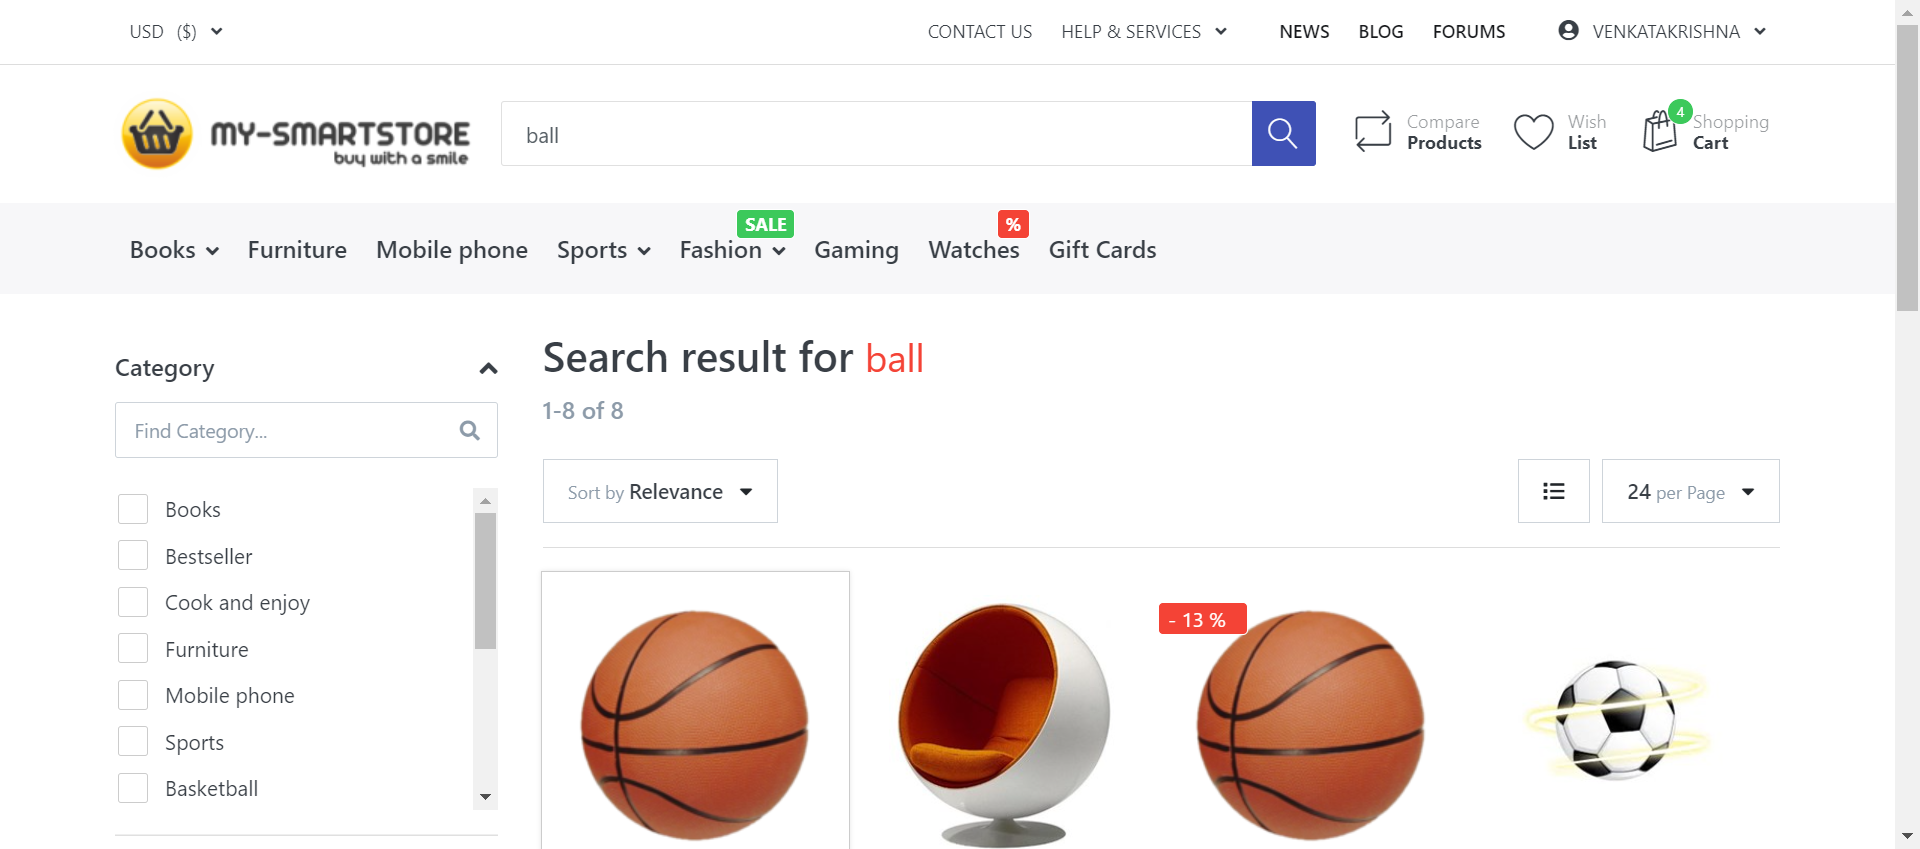 USD ($)
CONTACT US
HELP & SERVICES
NEWS
BLOG
FORUMS
VENKATAKRISHNA
MY-SMARTSTORE
buy with a smile
ball
Compare
Products
Wish
List
4
Shopping
Cart
Books
Furniture
Mobile phone
Sports
Fashion
SALE
Gaming
Watches
%
Gift Cards
Category
Find Category...
Books
Bestseller
Cook and enjoy
Furniture
Mobile phone
Sports
Basketball
Search result for ball
1-8 of 8
Sort by Relevance
24 per Page
- 13 %